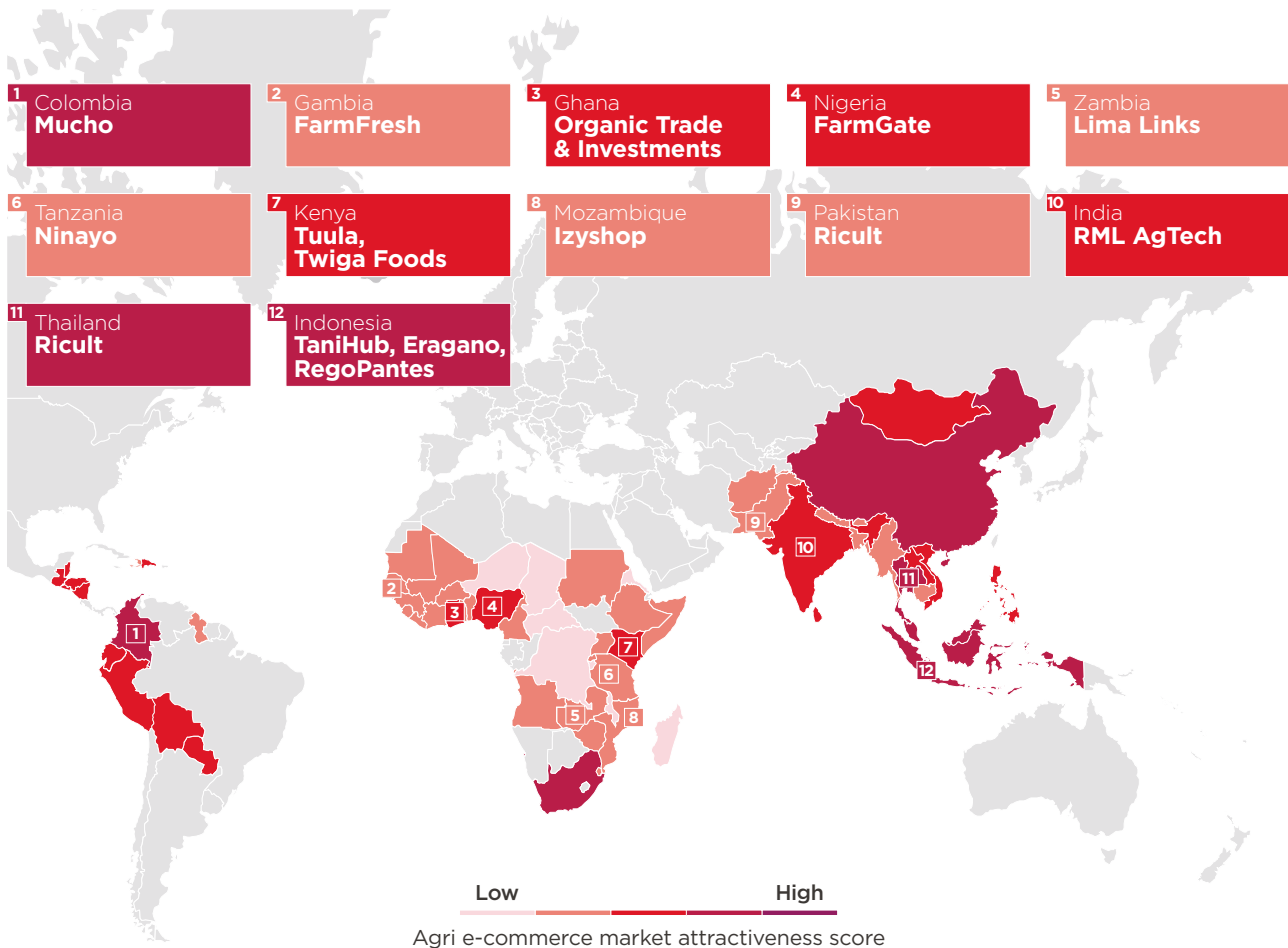 1
Colombia
Mucho
2
Gambia
FarmFresh
3
Ghana
Organic Trade
& Investments
4
Nigeria
FarmGate
5
Zambia
Lima Links
6
Tanzania
Ninayo
7
Kenya
Tuula,
Twiga Foods
8
Mozambique
Izyshop
9
Pakistan
Ricult
10
India
RML AgTech
11
Thailand
Ricult
12
Indonesia
TaniHub, Eragano,
RegoPantes
9
10
11
2
3
4
1
7
6
12
5
8
Low
High
Agri e-commerce market attractiveness score